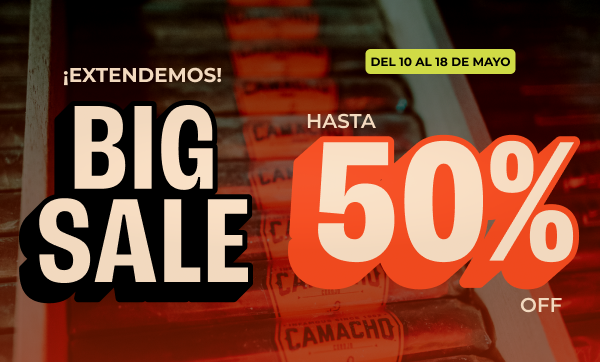 ¡EXTENDEMOS!
BIG
SALE
DEL 10 AL 18 DE MAYO
HASTA
50%
OFF
CAMACHO
CAMACHO
CAMACHO